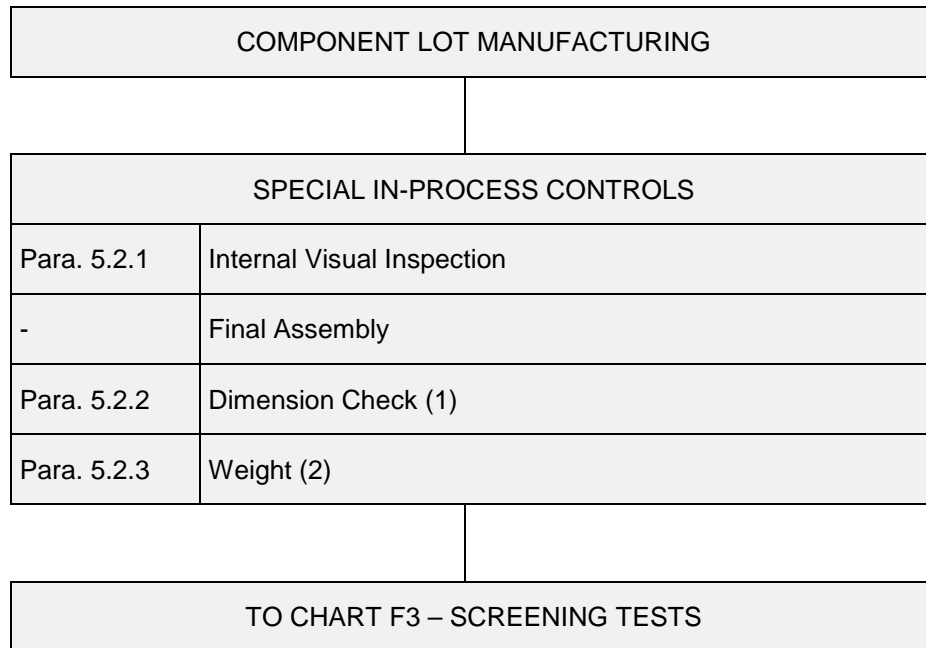 COMPONENT LOT MANUFACTURING
SPECIAL IN-PROCESS CONTROLS
Para. 5.2.1 Internal Visual Inspection
- Final Assembly
Para. 5.2.2 Dimension Check (1)
Para. 5.2.3 Weight (2)
TO CHART F3 – SCREENING TESTS